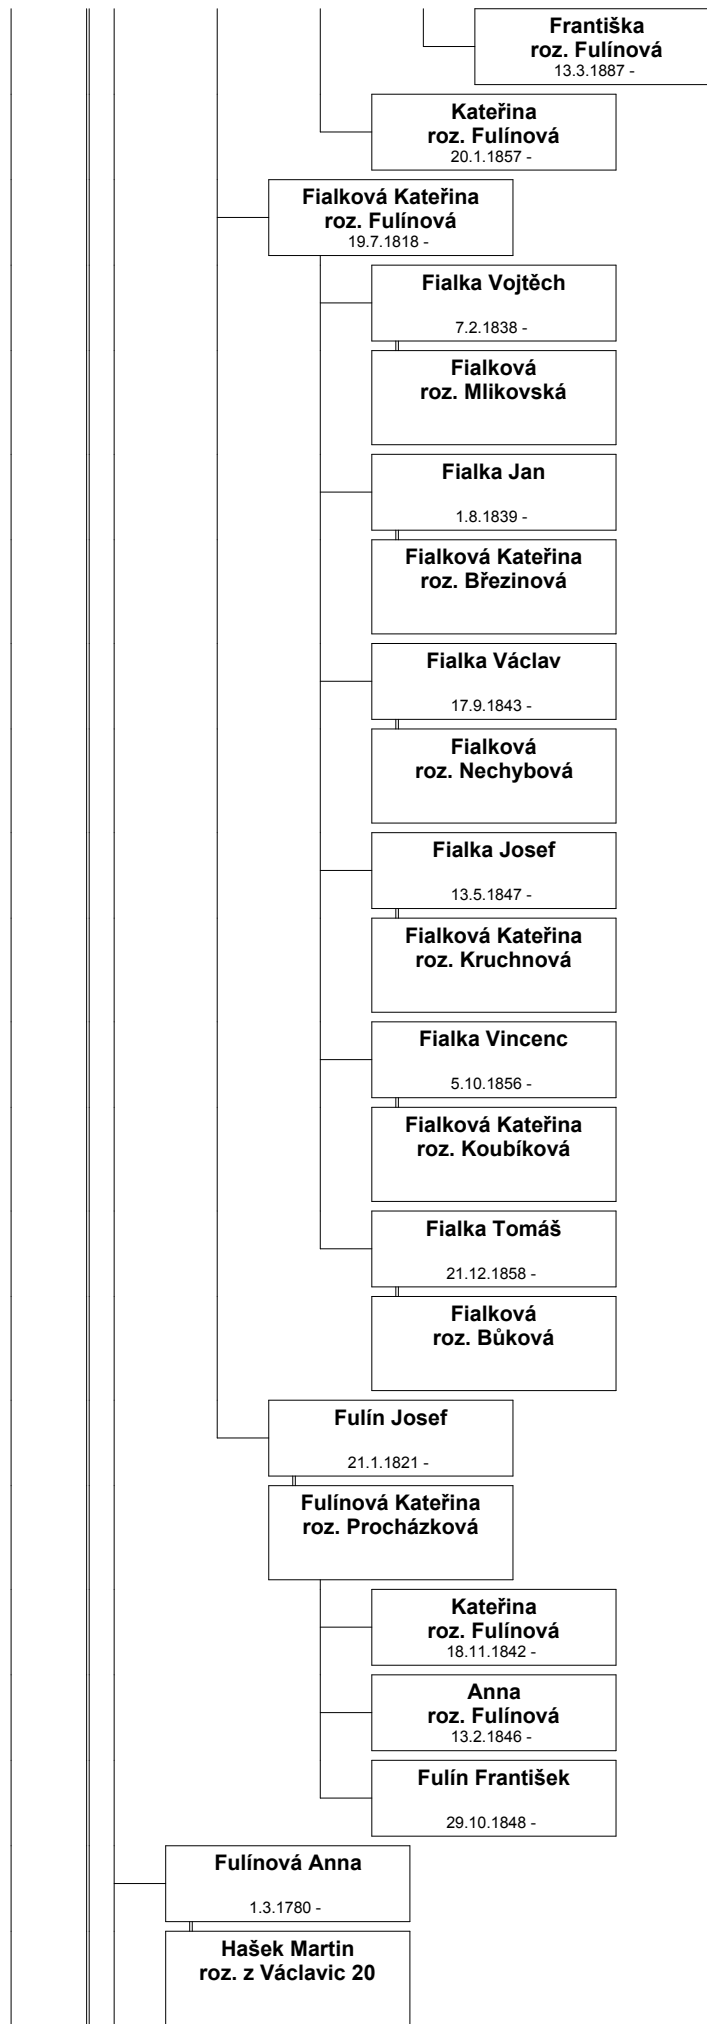 Františka
roz. Fulínová
13.3.1887 -
Kateřina
roz. Fulínová
20.1.1857 -
Fialková Kateřina
roz. Fulínová
19.7.1818 -
Fialka Vojtěch
7.2.1838 -
Fialková
roz. Mlikovská
Fialka Jan
1.8.1839 -
Fialková Kateřina
roz. Březinová
Fialka Václav
17.9.1843 -
Fialková
roz. Nechybová
Fialka Josef
13.5.1847 -
Fialková Kateřina
roz. Kruchnová
Fialka Vincenc
5.10.1856 -
Fialková Kateřina
roz. Koubíková
Fialka Tomáš
21.12.1858 -
Fialková
roz. Bůková
Fulín Josef
21.1.1821 -
Fulínová Kateřina
roz. Procházková
Kateřina
roz. Fulínová
18.11.1842 -
Anna
roz. Fulínová
13.2.1846 -
Fulín František
29.10.1848 -
Fulínová Anna
1.3.1780 -
Hašek Martin
roz. z Václavic 20